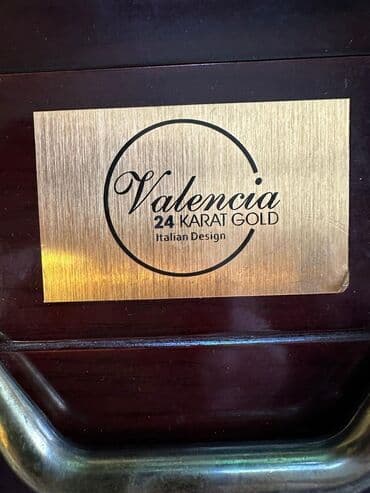 Valencia
24 KARAT GOLD
Italian Design